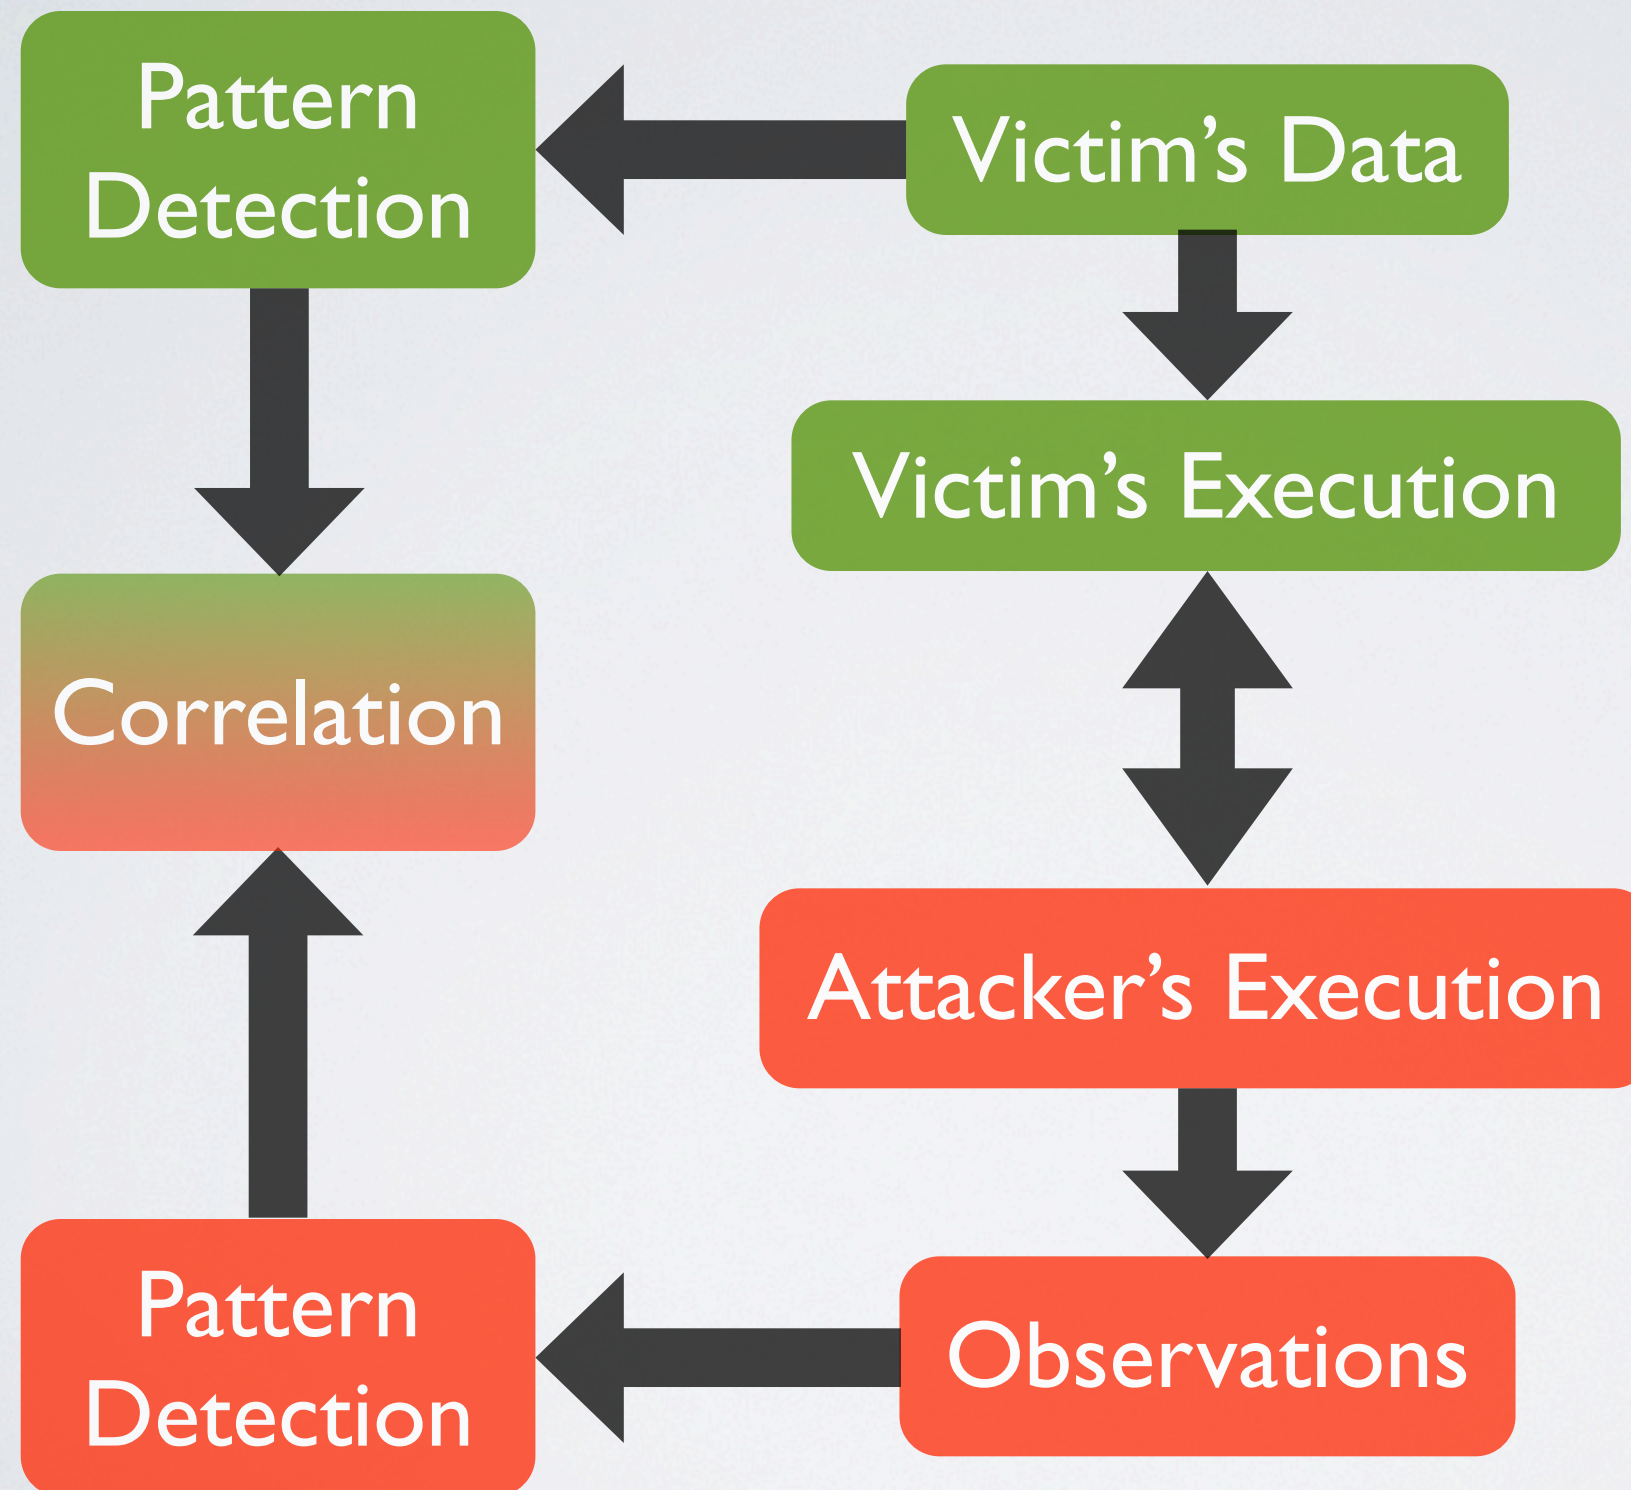 Pattern
Detection
Victim’s Data
Victim’s Execution
Correlation
Attacker’s Execution
Pattern
Detection
Observations